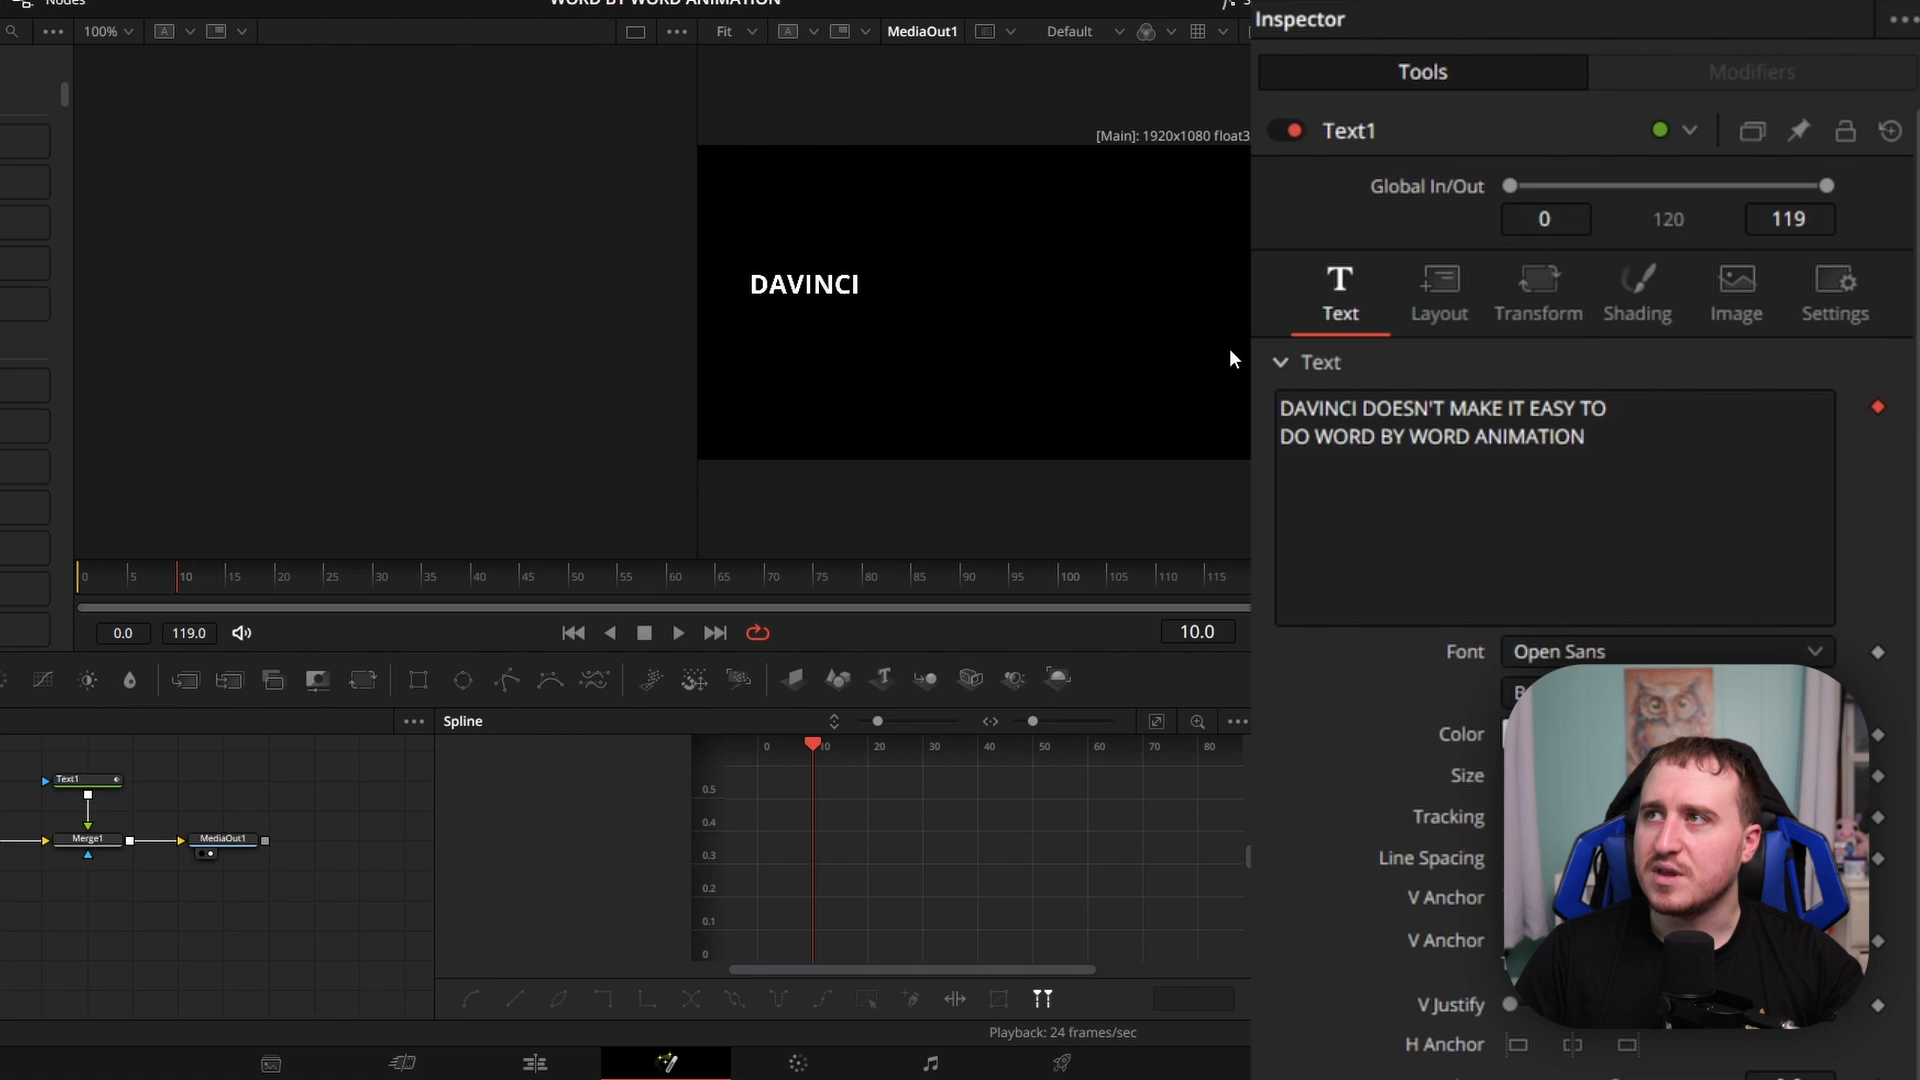 Nodes
WORD BY WORD ANIMATION
Inspector
100%
Fit
MediaOut1
Default
Tools
Modifiers
Text1
[Main]: 1920x1080 float3
Global In/Out
0
120
119
Text
Layout
Transform
Shading
Image
Settings
DAVINCI
Text
DAVINCI DOESN'T MAKE IT EASY TO
DO WORD BY WORD ANIMATION
0 5 10 15 20 25 30 35 40 45 50 55 60 65 70 75 80 85 90 95 100 105 110 115
0.0
119.0
10.0
Font
Open Sans
Color
Size
Tracking
Line Spacing
V Anchor
V Anchor
V Justify
H Anchor
Spline
0 10 20 30 40 50 60 70 80
0.5
0.4
0.3
0.2
0.1
0
Text1
Merge1
MediaOut1
Playback: 24 frames/sec